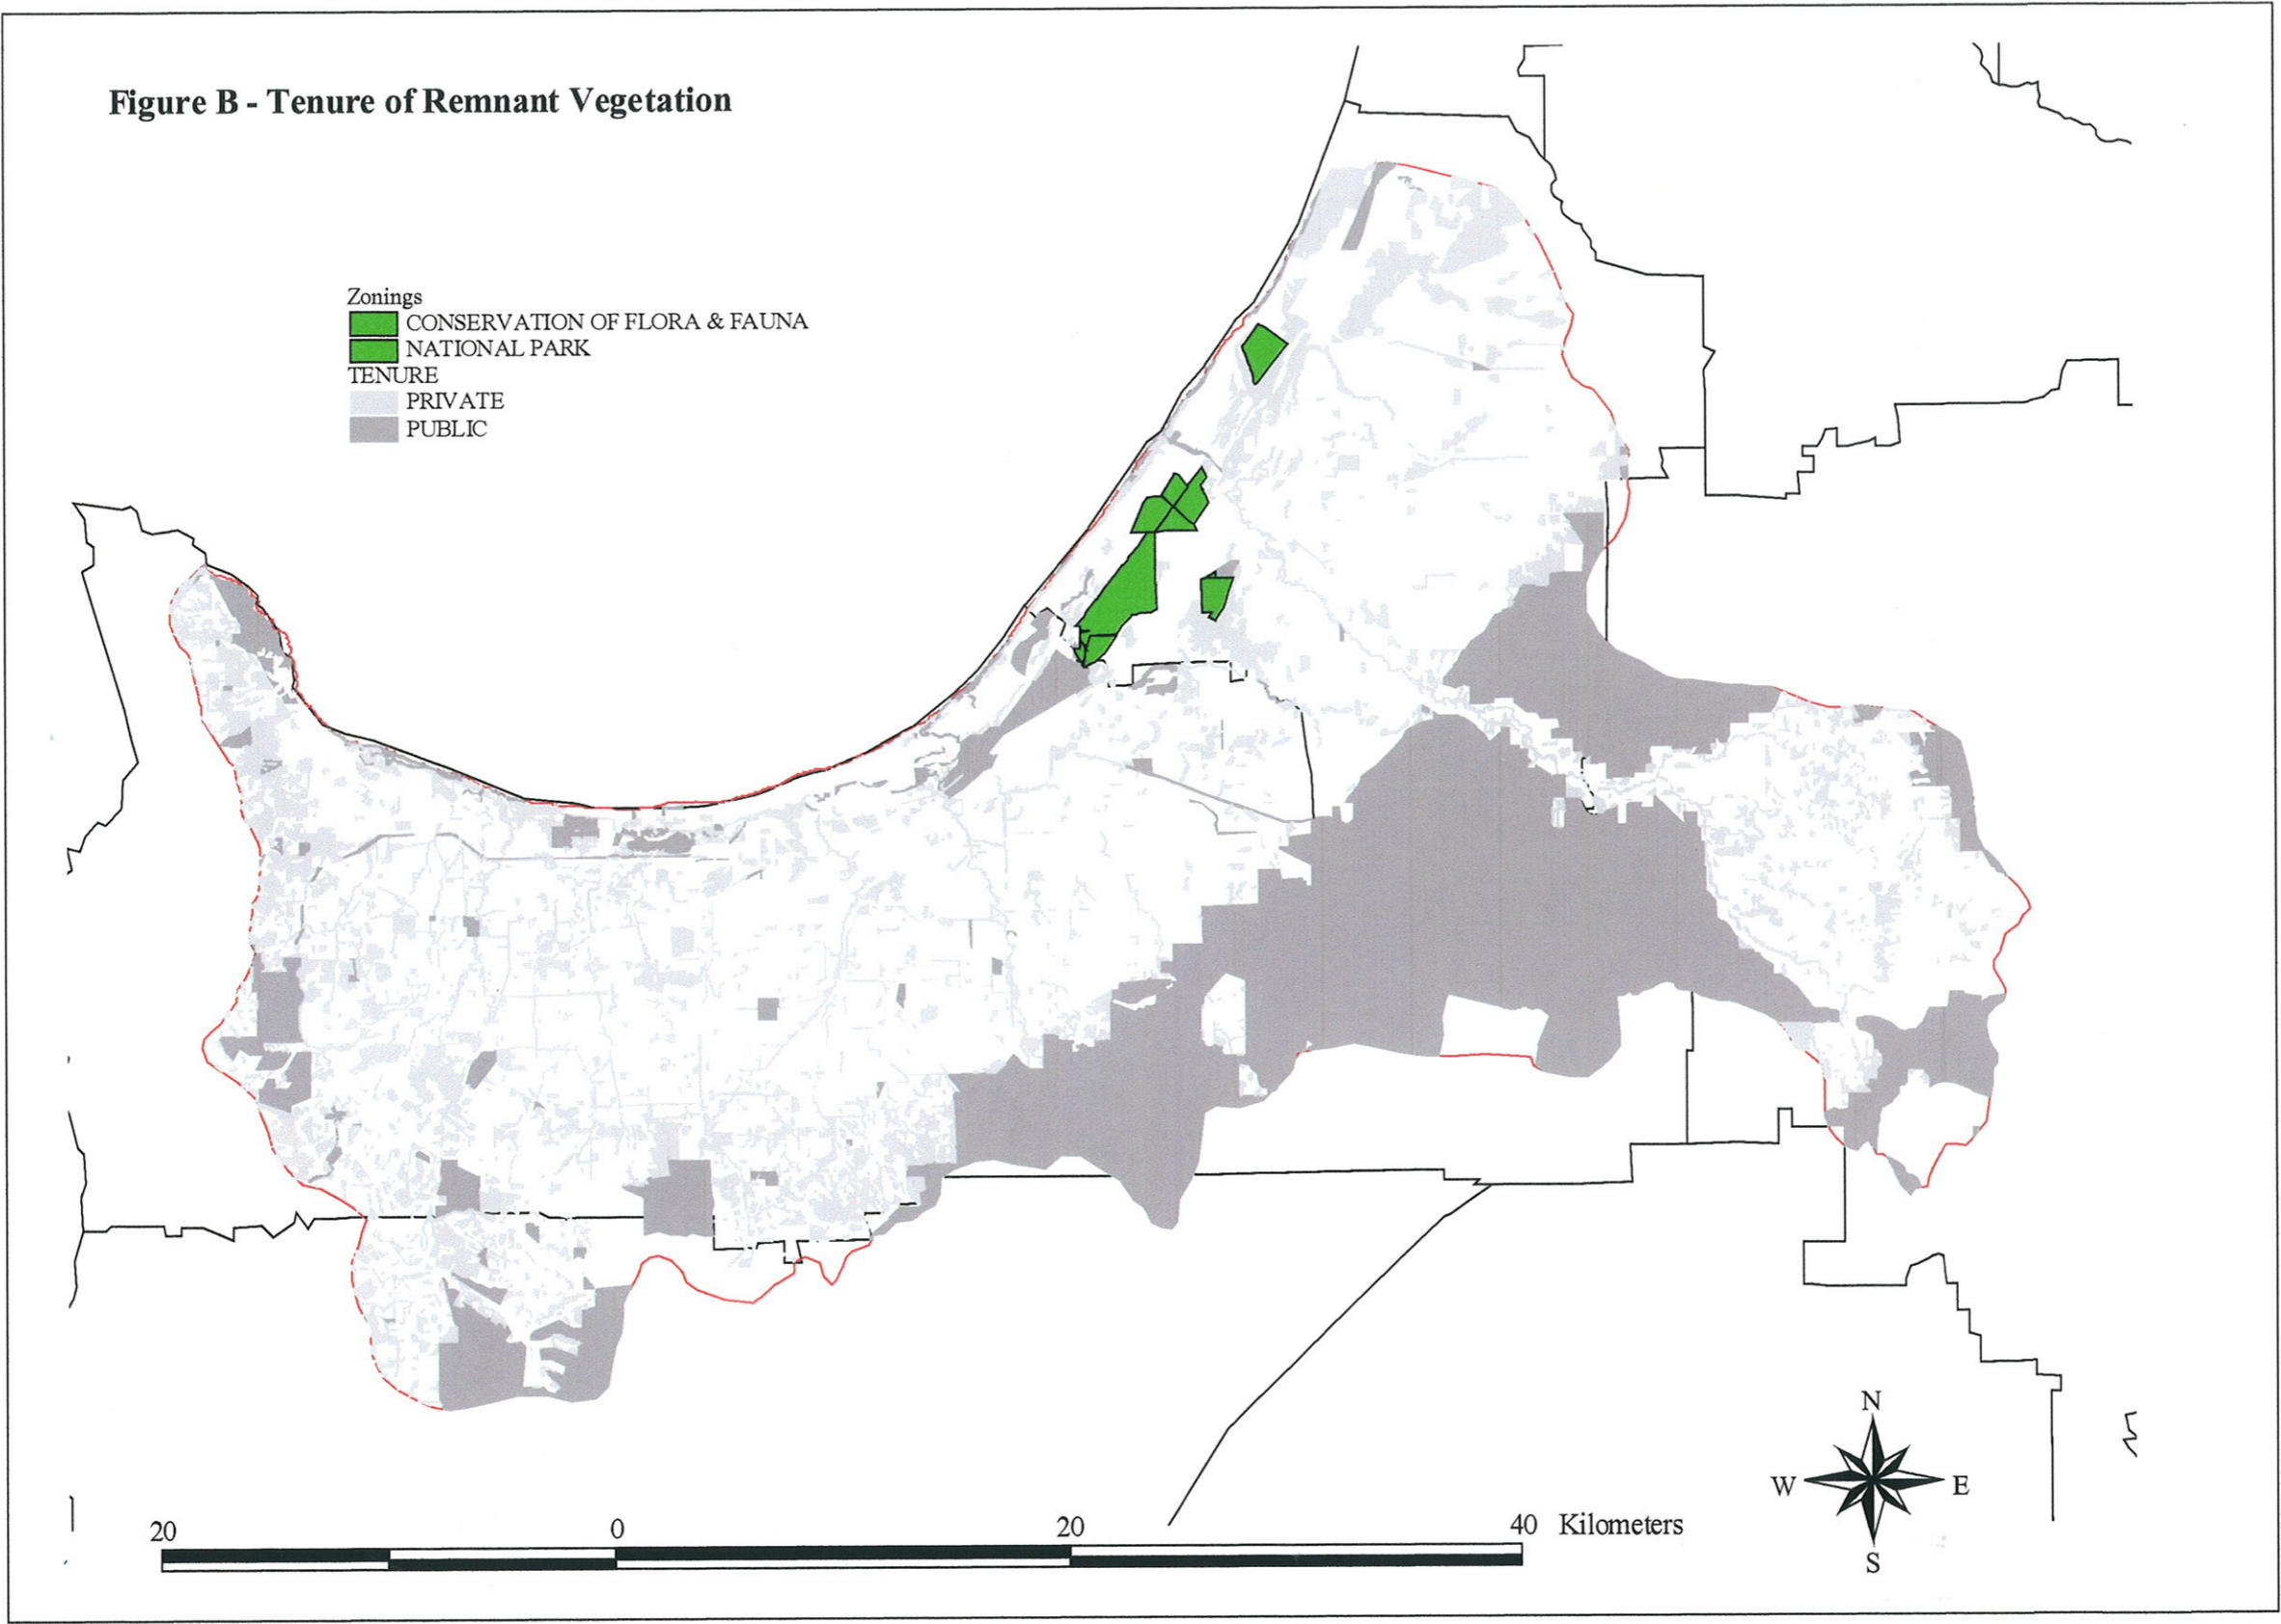 Figure B - Tenure of Remnant Vegetation
Zonings
CONSERVATION OF FLORA & FAUNA
NATIONAL PARK
TENURE
PRIVATE
PUBLIC
N
W E
S
20 0 20 40 Kilometers